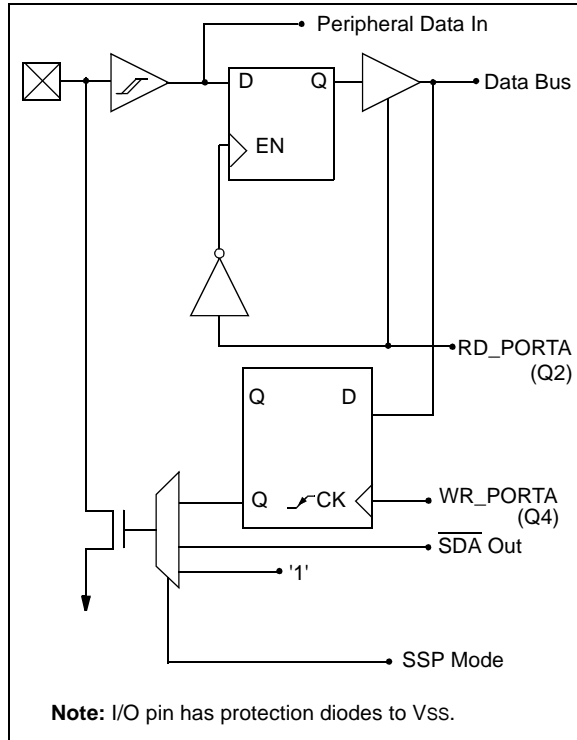 Peripheral Data In
D
Q
Data Bus
EN
RD_PORTA
(Q2)
Q
D
Q
CK
WR_PORTA
(Q4)
SDA Out
'1'
SSP Mode
Note: I/O pin has protection diodes to VSS.